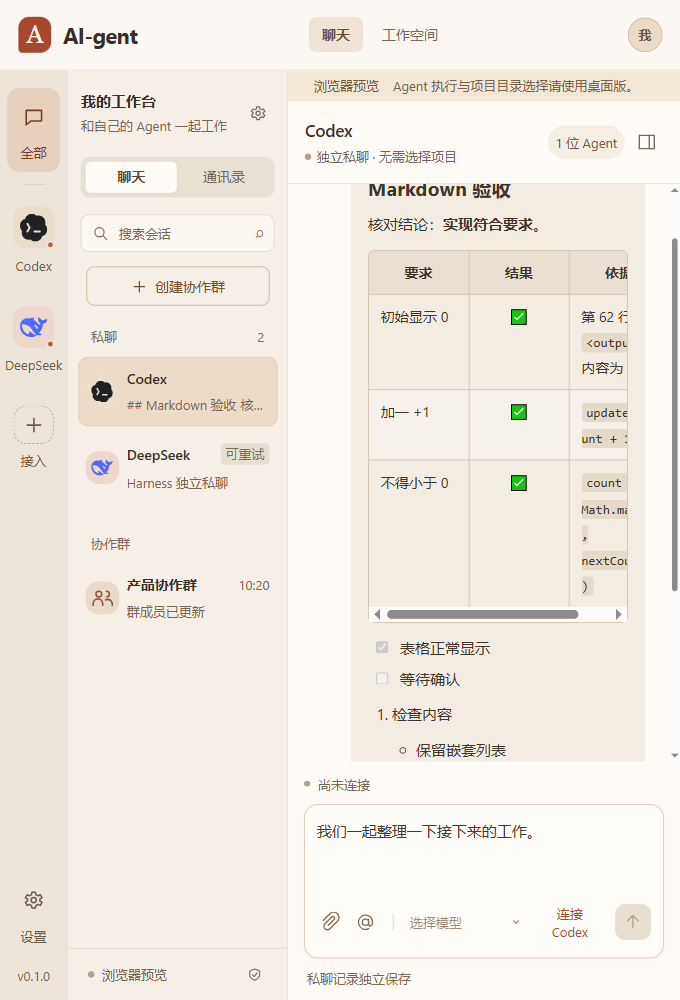 A AI-gent
聊天 工作空间
我
全部
Codex
DeepSeek
接入
设置
v0.1.0
我的工作台
和自己的 Agent 一起工作
聊天 通讯录
搜索会话
创建协作群
私聊 2
Codex
## Markdown 验收 核...
DeepSeek 可重试
Harness 独立私聊
协作群
产品协作群 10:20
群成员已更新
浏览器预览
浏览器预览 Agent 执行与项目目录选择请使用桌面版。
Codex
独立私聊 · 无需选择项目
1 位 Agent
Markdown 验收
核对结论：实现符合要求。
要求 结果 依据
初始显示 0 ✅ 第 62 行
<outpu
内容为
加一 +1 ✅ update
unt + 1
不得小于 0 ✅ count
Math.ma
,
nextCou
)
表格正常显示
等待确认
1. 检查内容
保留嵌套列表
尚未连接
我们一起整理一下接下来的工作。
@ 选择模型
连接
Codex
私聊记录独立保存